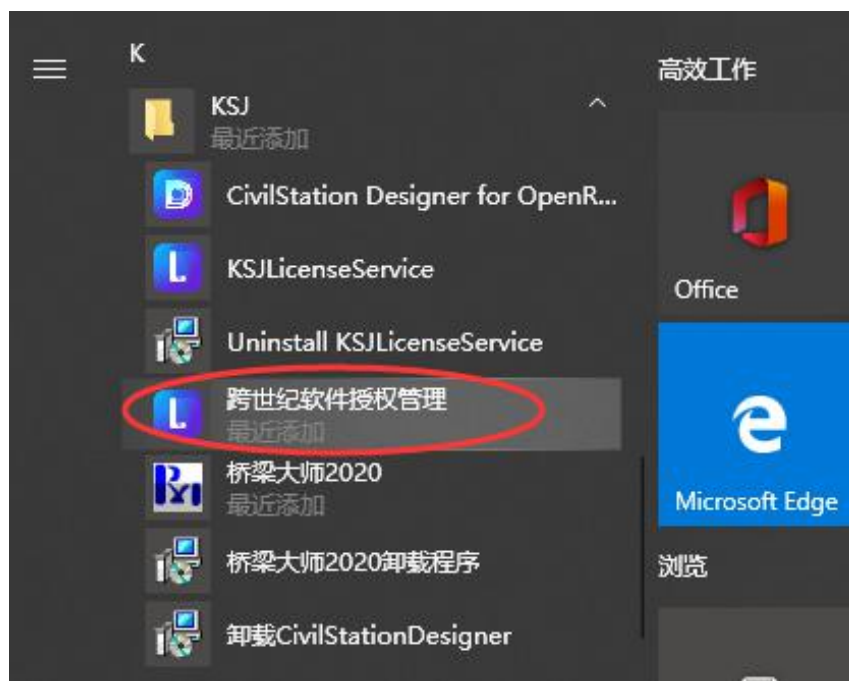 K
KSJ
最近添加
CivilStation Designer for OpenR...
KSJLicenseService
Uninstall KSJLicenseService
跨世纪软件授权管理
最近添加
桥梁大师2020
最近添加
桥梁大师2020卸载程序
卸载CivilStationDesigner
高效工作
Office
Microsoft Edge
浏览